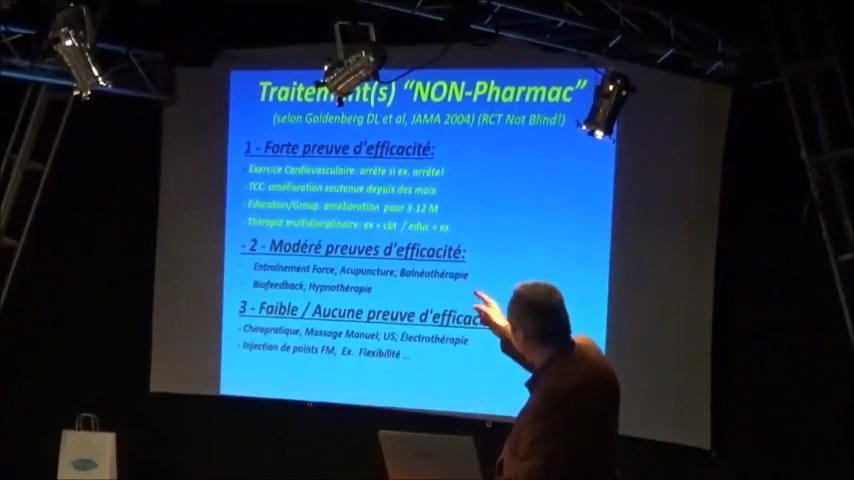 Traitement(s) “NON-Pharmac”
(selon Goldenberg DL et al, JAMA 2004) (RCT Not Blind!)
1 - Forte preuve d'efficacité:
- Exercice Cardiovasculaire. arrête si ex. arrête!
- TCC: amélioration soutenue depuis des mois
- Education/Group. amélioration pour 3-12 M
- Thérapie multidisciplinaire. ex + cbt / educ + ex
- 2 - Modéré preuves d'efficacité:
- Entraînement Force; Acupuncture; Balnéothérapie
- Biofeedback; Hypnothérapie
3 - Faible / Aucune preuve d'efficac
- Chiropratique, Massage Manuel; US; Électrothérapie
- Injection de points FM; Ex. Flexibilité ...